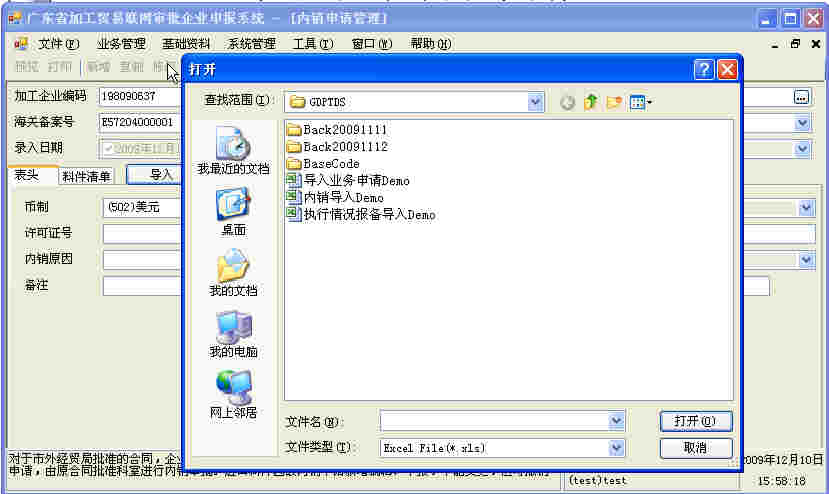 广东省加工贸易联网审批企业申报系统 - [内销申请管理]
文件(F) 业务管理 基础资料 系统管理 工具(T) 窗口(W) 帮助(H)
预览 打印 新增 复制
加工企业编码 198090637
海关备案号 E57204000001
录入日期 2009年12月
表头 料件清单 导入
币制 (502)美元
许可证号
内销原因
备注
打开
查找范围(I): GDPTDS
我最近的文档
桌面
我的文档
我的电脑
网上邻居
Back20091111
Back20091112
BaseCode
导入业务申请Demo
内销导入Demo
执行情况报备导入Demo
文件名(N): 打开(O)
文件类型(T): Excel File(*.xls) 取消
对于市外经贸局批准的合同，企
申请，由原合同批准科室进行内销
009年12月10日
(test)test 15:58:18